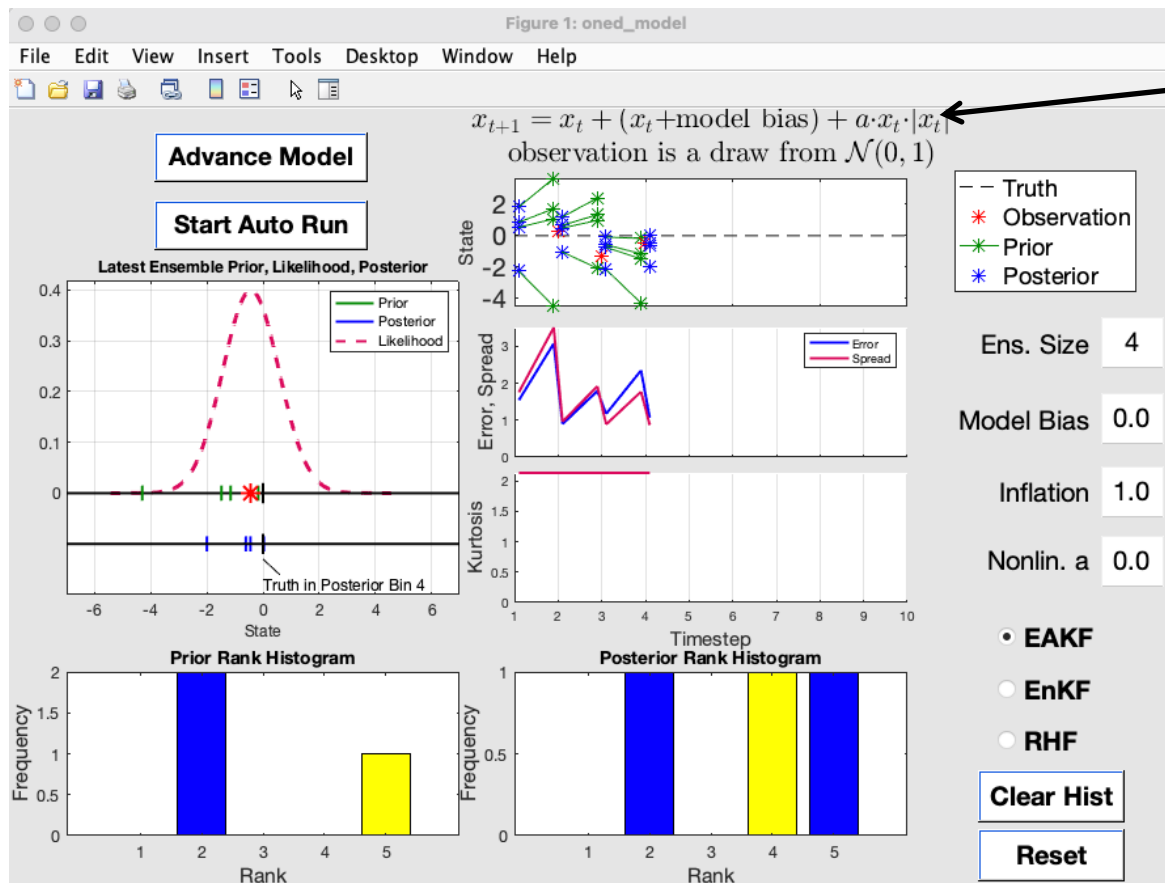 Figure 1: oned_model
File Edit View Insert Tools Desktop Window Help
x_{t+1} = x_t + (x_t+model bias) + a·x_t·|x_t|
observation is a draw from 𝒩(0, 1)
Advance Model
Start Auto Run
2
0
-2
-4
State
Truth
Observation
Prior
Posterior
Latest Ensemble Prior, Likelihood, Posterior
0.4
0.3
0.2
0.1
0
Prior
Posterior
Likelihood
Truth in Posterior Bin 4
-6 -4 -2 0 2 4 6
State
3
2
1
0
Error, Spread
Error
Spread
2
1.5
1
0.5
0
Kurtosis
1 2 3 4 5 6 7 8 9 10
Timestep
Ens. Size 4
Model Bias 0.0
Inflation 1.0
Nonlin. a 0.0
EAKF
EnKF
RHF
Clear Hist
Reset
Prior Rank Histogram
2
1.5
1
0.5
0
Frequency
1 2 3 4 5
Rank
Posterior Rank Histogram
1
0.5
0
Frequency
1 2 3 4 5
Rank